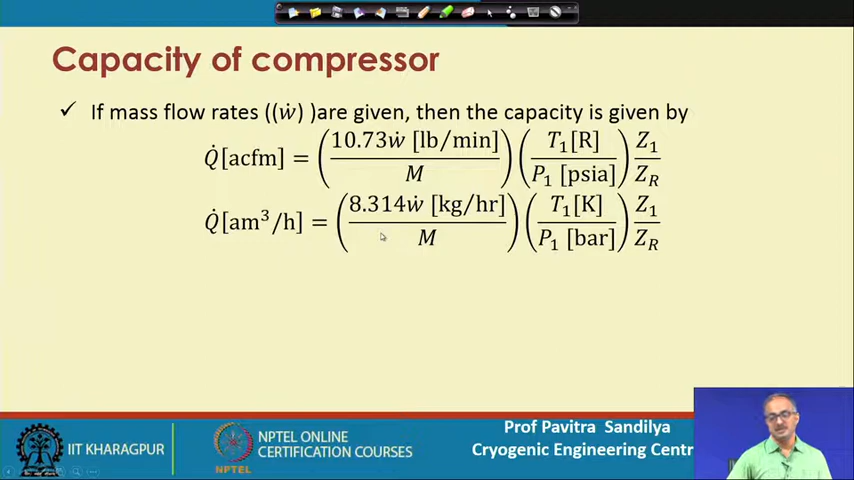 Capacity of compressor
✓ If mass flow rates ((ẇ) )are given, then the capacity is given by
Q̇[acfm] = (10.73ẇ [lb/min] / M) (T₁[R] / P₁ [psia]) Z₁ / Z_R
Q̇[am³/h] = (8.314ẇ [kg/hr] / M) (T₁[K] / P₁ [bar]) Z₁ / Z_R
IIT KHARAGPUR
NPTEL
NPTEL ONLINE
CERTIFICATION COURSES
Prof Pavitra Sandilya
Cryogenic Engineering Centr